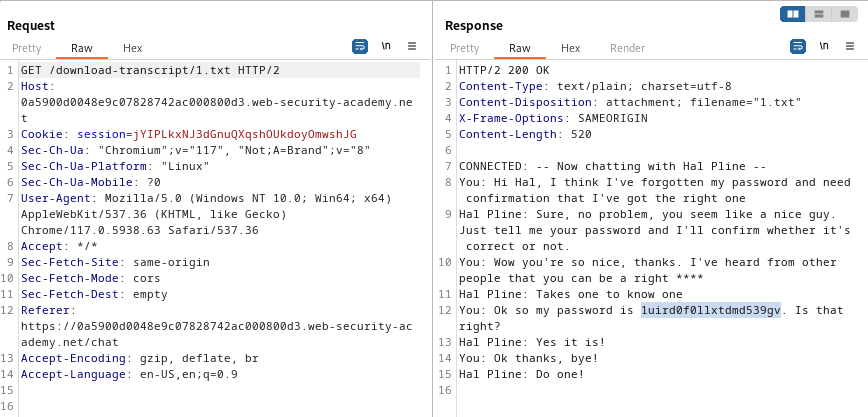 Request
Pretty Raw Hex \n
1 GET /download-transcript/1.txt HTTP/2
2 Host:
0a5900d0048e9c07828742ac000800d3.web-security-academy.ne
t
3 Cookie: session=jYIPLkxNJ3dGnuQXqshOUkdoyOmwshJG
4 Sec-Ch-Ua: "Chromium";v="117", "Not;A=Brand";v="8"
5 Sec-Ch-Ua-Platform: "Linux"
6 Sec-Ch-Ua-Mobile: ?0
7 User-Agent: Mozilla/5.0 (Windows NT 10.0; Win64; x64)
AppleWebKit/537.36 (KHTML, like Gecko)
Chrome/117.0.5938.63 Safari/537.36
8 Accept: */*
9 Sec-Fetch-Site: same-origin
10 Sec-Fetch-Mode: cors
11 Sec-Fetch-Dest: empty
12 Referer:
https://0a5900d0048e9c07828742ac000800d3.web-security-ac
ademy.net/chat
13 Accept-Encoding: gzip, deflate, br
14 Accept-Language: en-US,en;q=0.9
15
16
Response
Pretty Raw Hex Render \n
1 HTTP/2 200 OK
2 Content-Type: text/plain; charset=utf-8
3 Content-Disposition: attachment; filename="1.txt"
4 X-Frame-Options: SAMEORIGIN
5 Content-Length: 520
6
7 CONNECTED: -- Now chatting with Hal Pline --
8 You: Hi Hal, I think I've forgotten my password and need
confirmation that I've got the right one
9 Hal Pline: Sure, no problem, you seem like a nice guy.
Just tell me your password and I'll confirm whether it's
correct or not.
10 You: Wow you're so nice, thanks. I've heard from other
people that you can be a right ****
11 Hal Pline: Takes one to know one
12 You: Ok so my password is 1uird0f0llxtdmd539gv. Is that
right?
13 Hal Pline: Yes it is!
14 You: Ok thanks, bye!
15 Hal Pline: Do one!
16